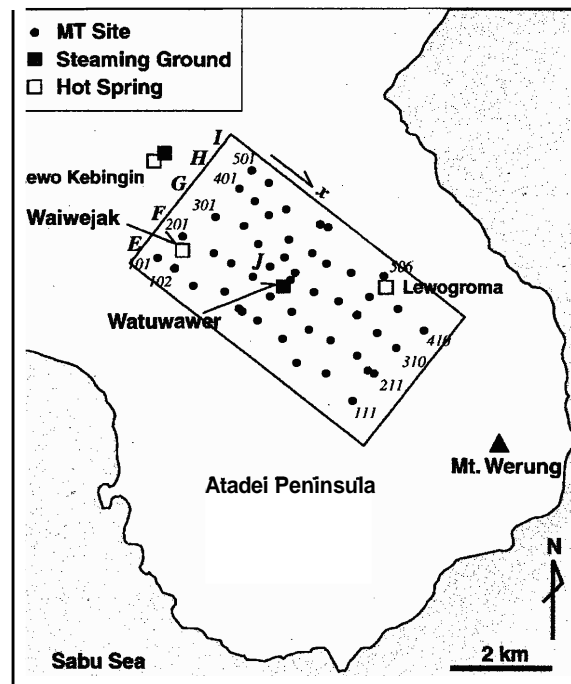 MT Site
Steaming Ground
Hot Spring
I
H
501
x
ewo Kebingin
G
401
Waiwejak
F
301
201
E
J
101
102
506
Lewogroma
Watuwawer
410
310
211
111
Mt. Werung
Atadei Peninsula
N
Sabu Sea
2 km